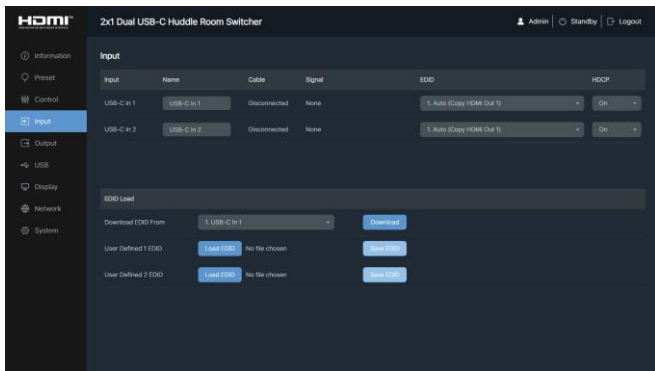 HDMI
2x1 Dual USB-C Huddle Room Switcher
Admin
Standby
Logout
Information
Preset
Control
Input
Output
USB
Display
Network
System
Input
Input Name Cable Signal EDID HDCP
USB-C In 1 USB-C In 1 Disconnected None 1. Auto (Copy HDMI Out 1) On
USB-C In 2 USB-C In 2 Disconnected None 1. Auto (Copy HDMI Out 1) On
EDID Load
Download EDID From 1. USB-C In 1 Download
User Defined 1 EDID Load EDID No file chosen Save EDID
User Defined 2 EDID Load EDID No file chosen Save EDID